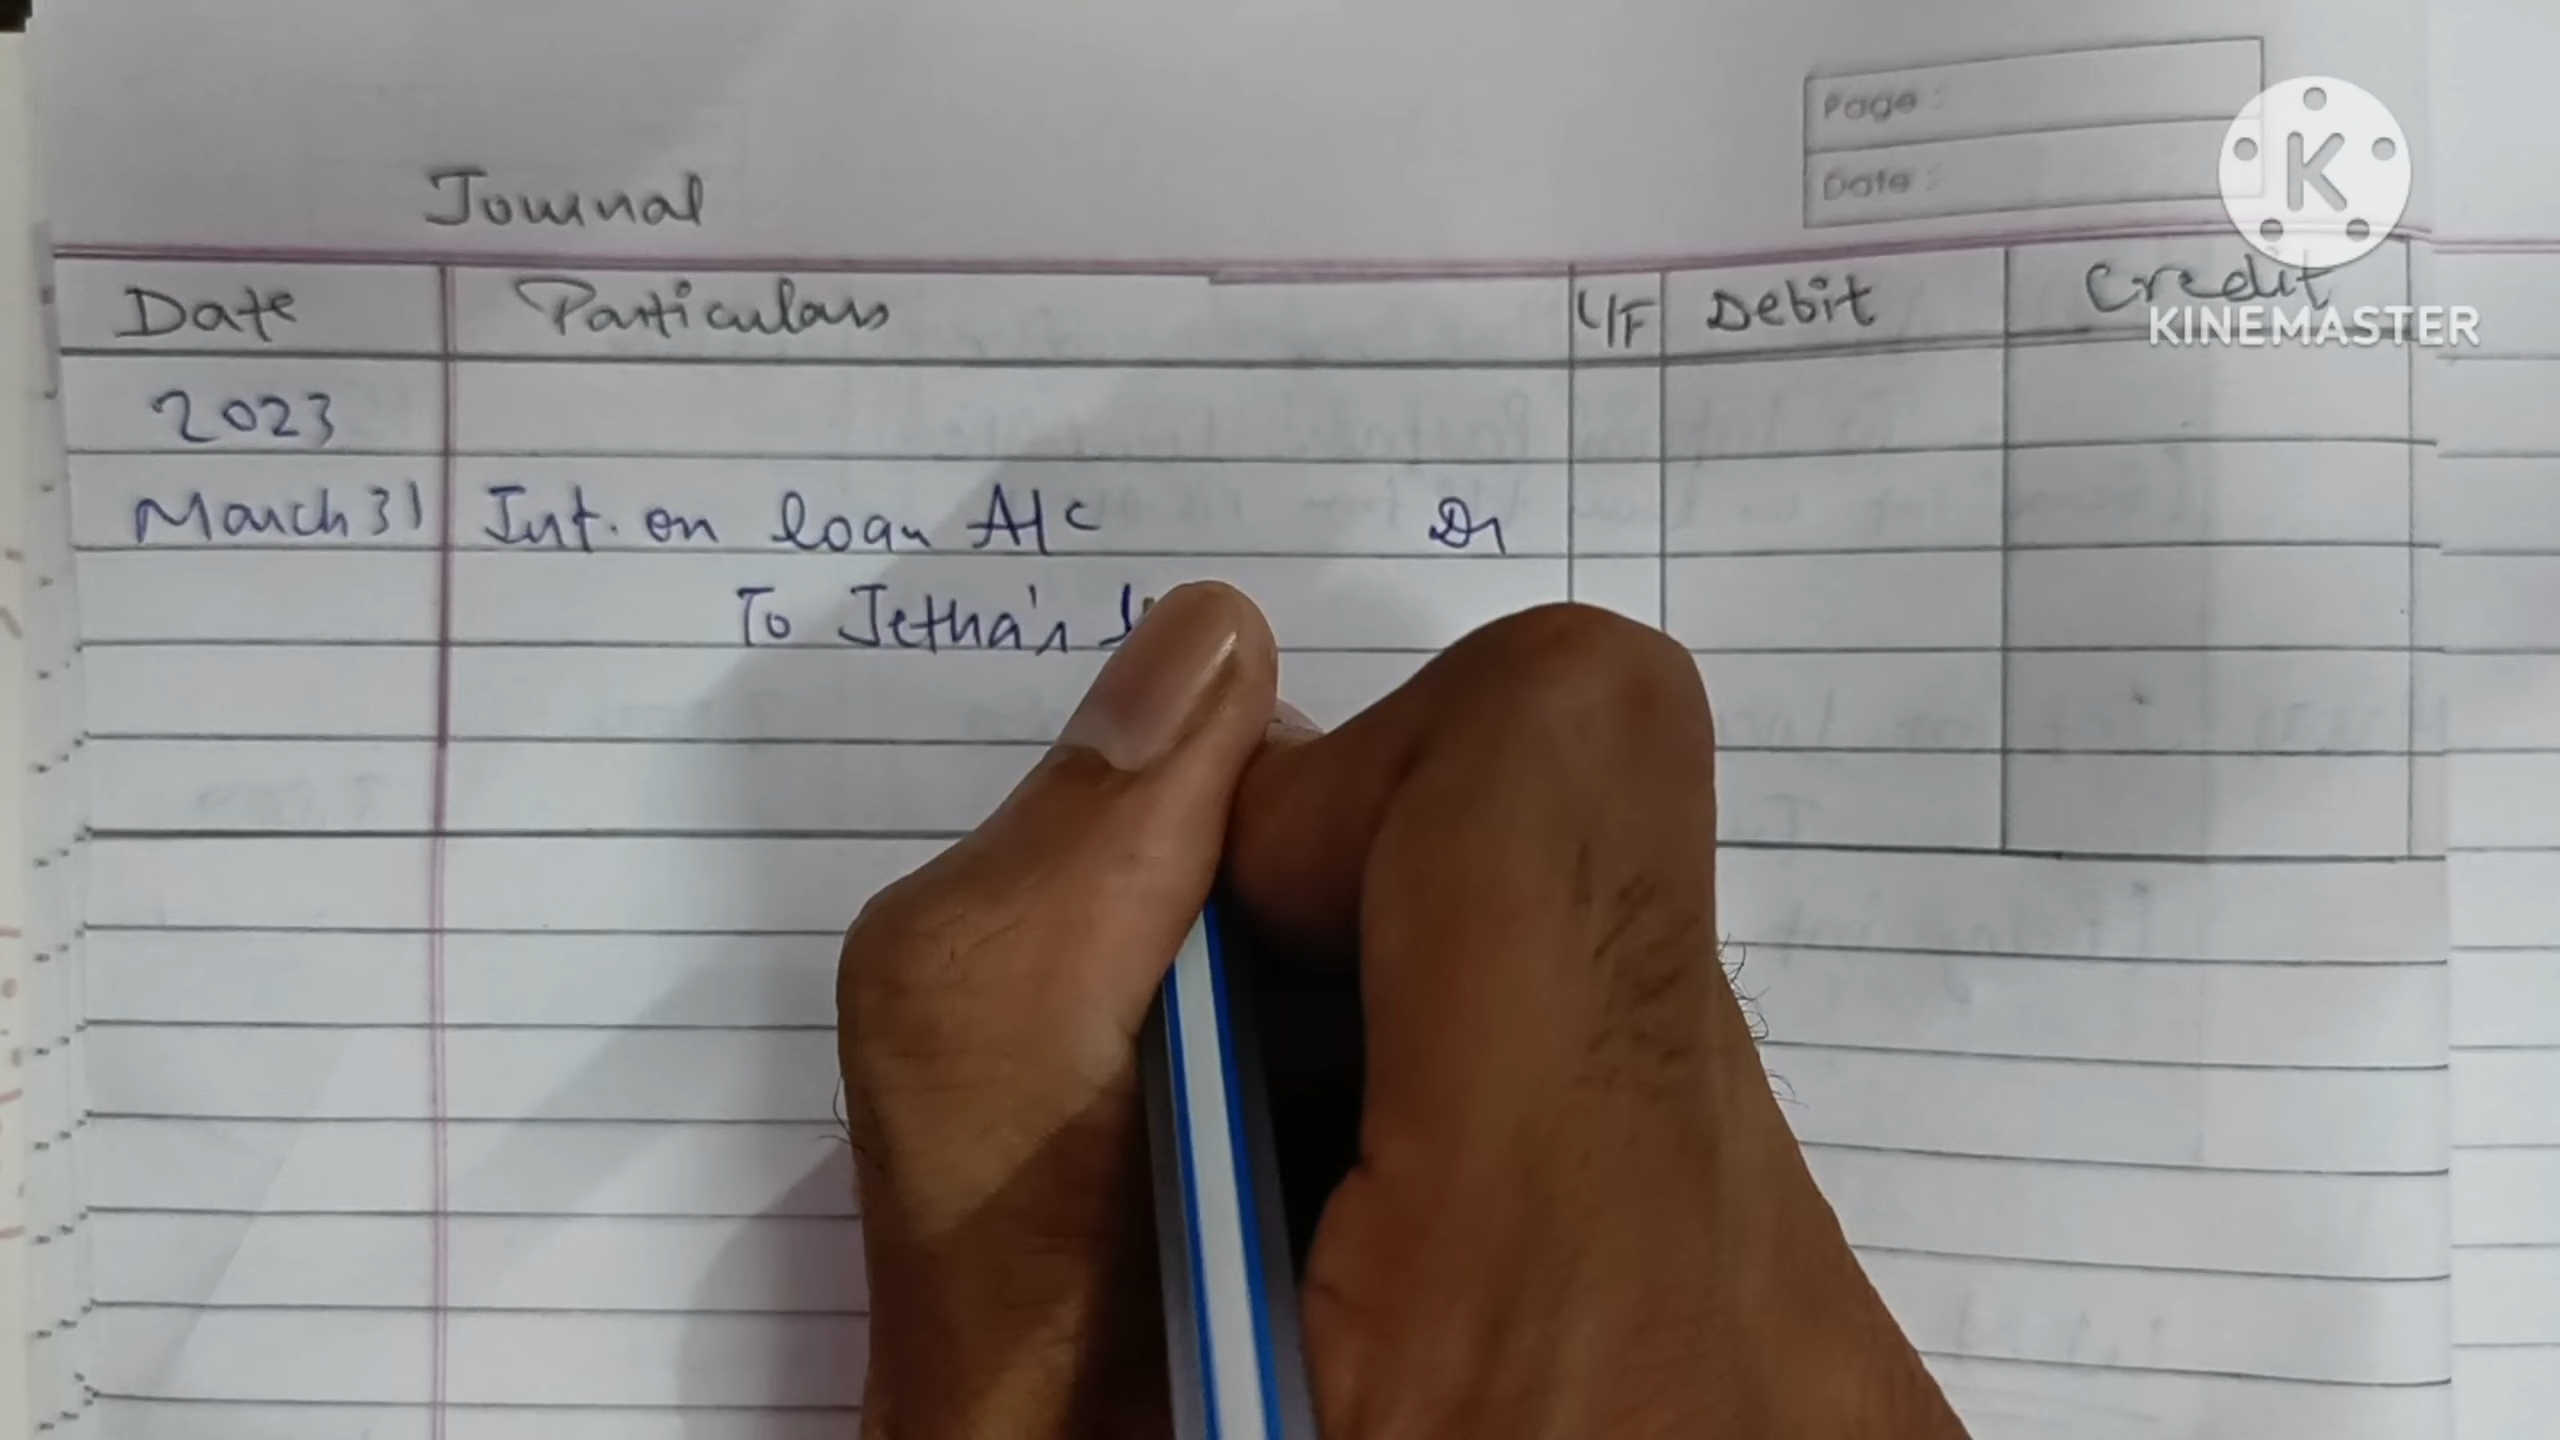 Page :
Date :
K
KINEMASTER
Journal
Date Particulars L/F Debit Credit
2023
March 31 Int. on loan A/c Dr
To Jetha's